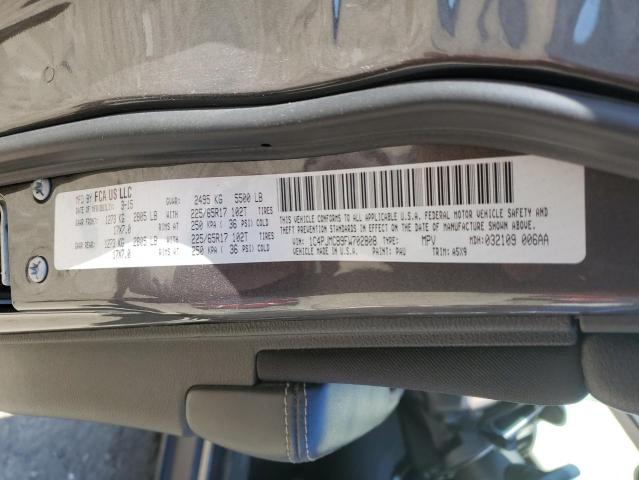 MFD BY FCA US LLC
DATE OF MFR 3-15 GVWR: 2495 KG 5500 LB
GAWR FRONT: 1273 KG 2805 LB WITH 225/65R17 102T TIRES
17X7.0 RIMS AT 250 KPA ( 36 PSI) COLD
GAWR REAR: 1273 KG 2805 LB WITH 225/65R17 102T TIRES
17X7.0 RIMS AT 250 KPA ( 36 PSI) COLD
THIS VEHICLE CONFORMS TO ALL APPLICABLE U.S.A. FEDERAL MOTOR VEHICLE SAFETY AND
THEFT PREVENTION STANDARDS IN EFFECT ON THE DATE OF MANUFACTURE SHOWN ABOVE.
VIN: 1C4PJMCB9FW702808 MPV MDH: 032109 006AA
VEHICLE MADE IN U.S.A. PAINT: PAU TRIM: A5X9